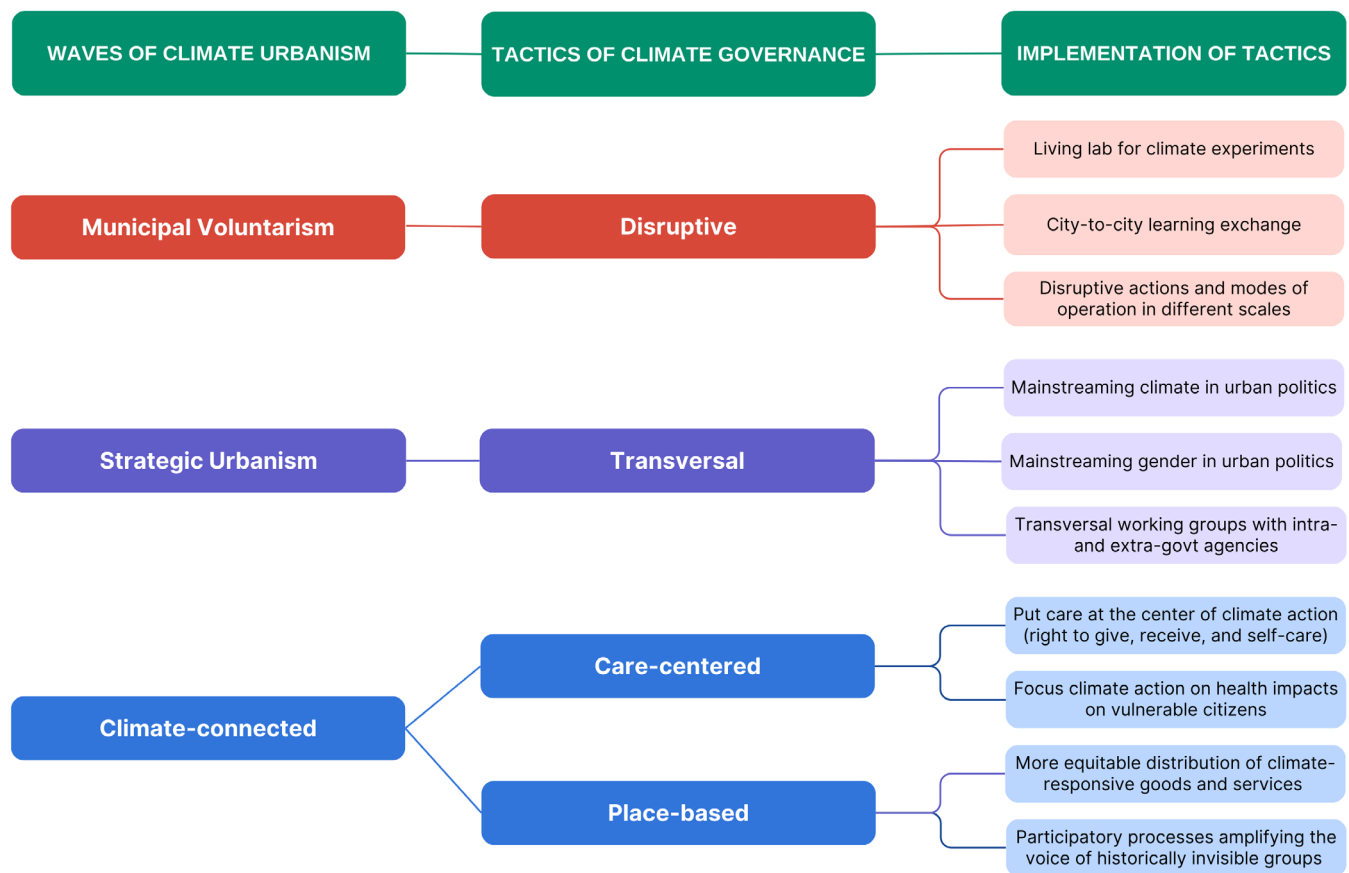 WAVES OF CLIMATE URBANISM
TACTICS OF CLIMATE GOVERNANCE
IMPLEMENTATION OF TACTICS
Municipal Voluntarism
Disruptive
Living lab for climate experiments
City-to-city learning exchange
Disruptive actions and modes of
operation in different scales
Strategic Urbanism
Transversal
Mainstreaming climate in urban politics
Mainstreaming gender in urban politics
Transversal working groups with intra-
and extra-govt agencies
Climate-connected
Care-centered
Put care at the center of climate action
(right to give, receive, and self-care)
Focus climate action on health impacts
on vulnerable citizens
Place-based
More equitable distribution of climate-
responsive goods and services
Participatory processes amplifying the
voice of historically invisible groups